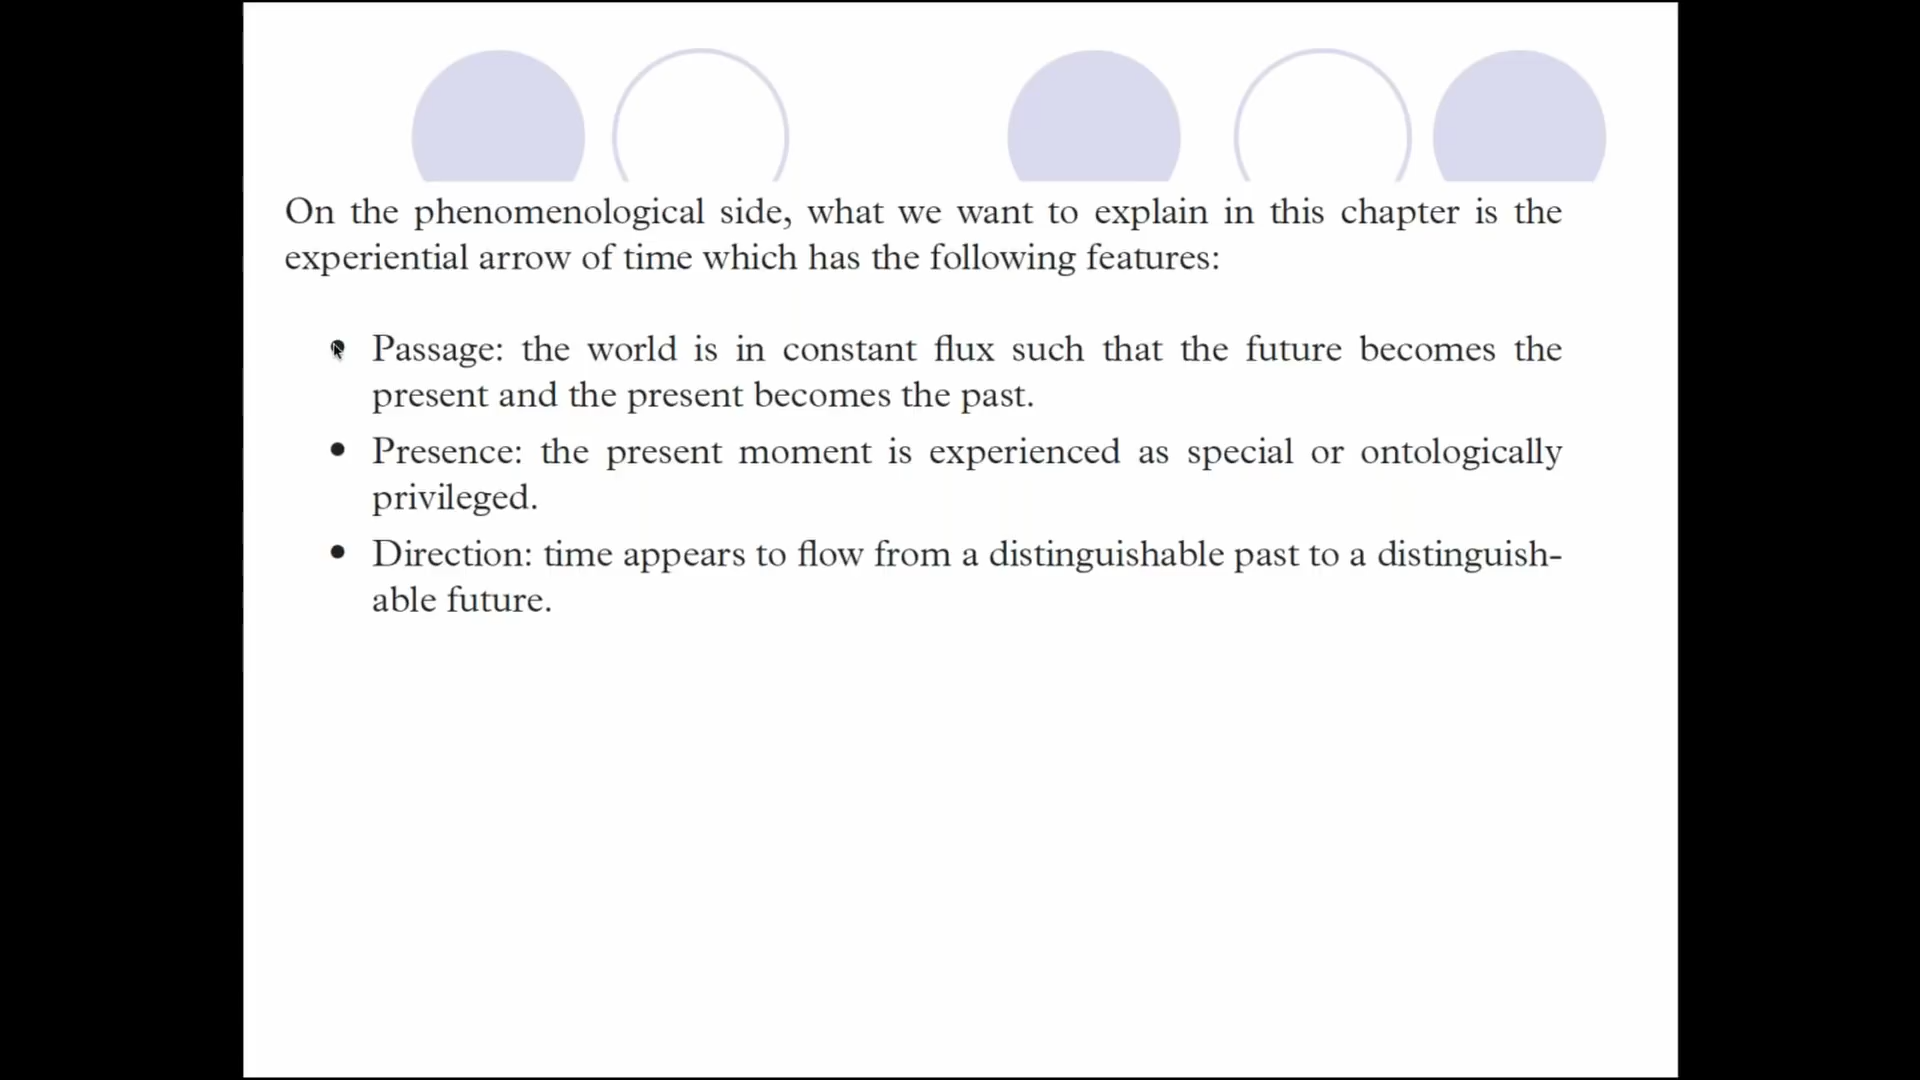 On the phenomenological side, what we want to explain in this chapter is the
experiential arrow of time which has the following features:
• Passage: the world is in constant flux such that the future becomes the
present and the present becomes the past.
• Presence: the present moment is experienced as special or ontologically
privileged.
• Direction: time appears to flow from a distinguishable past to a distinguish-
able future.